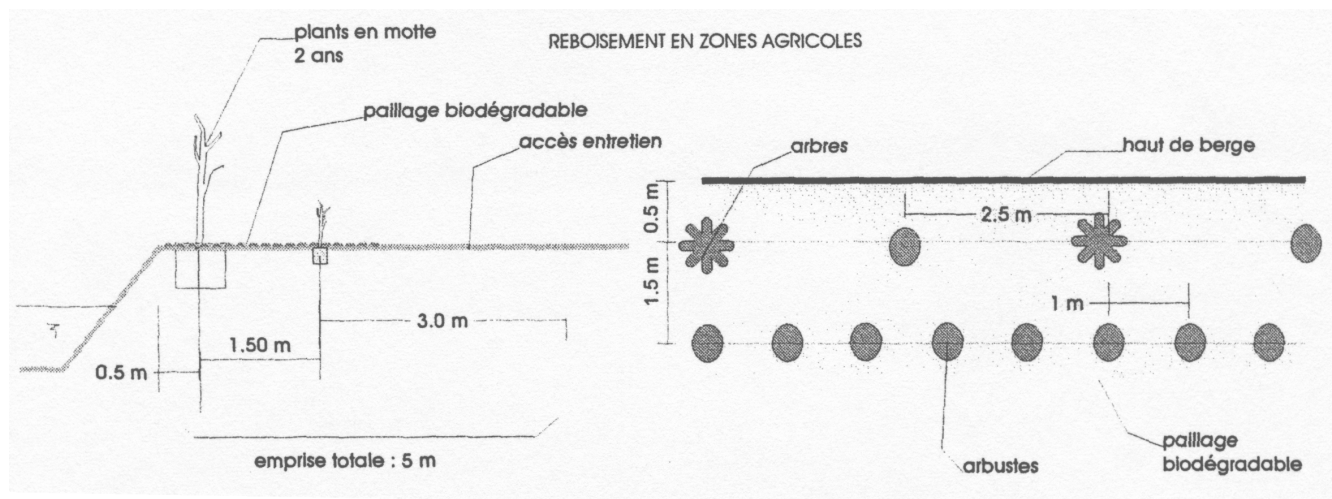 REBOISEMENT EN ZONES AGRICOLES
plants en motte
2 ans
paillage biodégradable
accès entretien
3.0 m
1.50 m
0.5 m
emprise totale : 5 m
arbres
haut de berge
0.5 m
2.5 m
1.5 m
1 m
arbustes
paillage
biodégradable